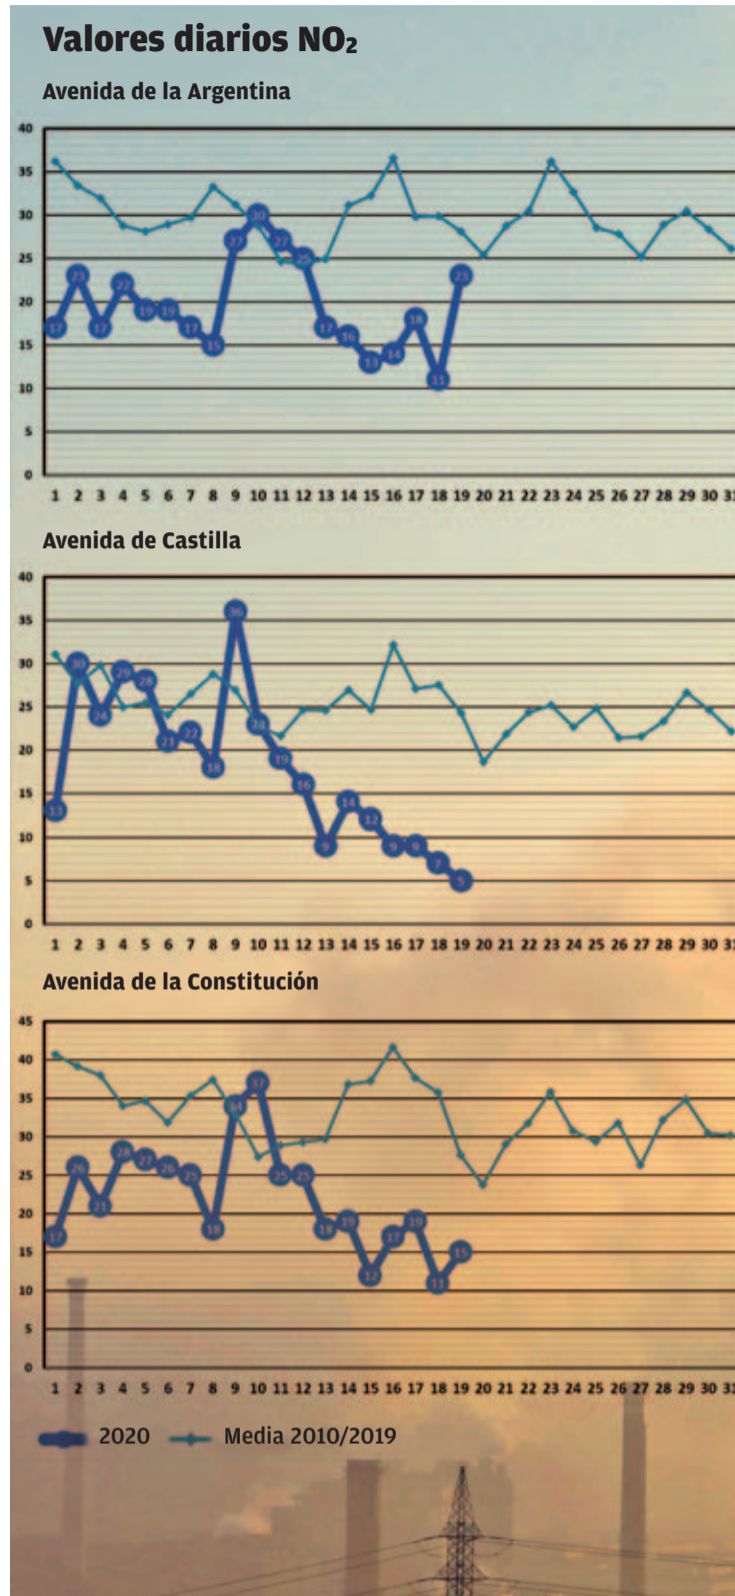 Valores diarios NO₂
Avenida de la Argentina
40
35
30
25
20
15
10
5
0
17 23 17 22 19 19 17 15 27 30 27 25 17 16 13 14 18 11 23
1 2 3 4 5 6 7 8 9 10 11 12 13 14 15 16 17 18 19 20 21 22 23 24 25 26 27 28 29 30 31
Avenida de Castilla
40
35
30
25
20
15
10
5
0
13 30 24 29 28 21 22 18 36 23 19 16 9 14 12 9 9 7 5
1 2 3 4 5 6 7 8 9 10 11 12 13 14 15 16 17 18 19 20 21 22 23 24 25 26 27 28 29 30 31
Avenida de la Constitución
45
40
35
30
25
20
15
10
5
0
17 26 21 28 27 26 25 18 34 37 25 25 18 19 12 17 19 11 15
1 2 3 4 5 6 7 8 9 10 11 12 13 14 15 16 17 18 19 20 21 22 23 24 25 26 27 28 29 30 31
2020 Media 2010/2019